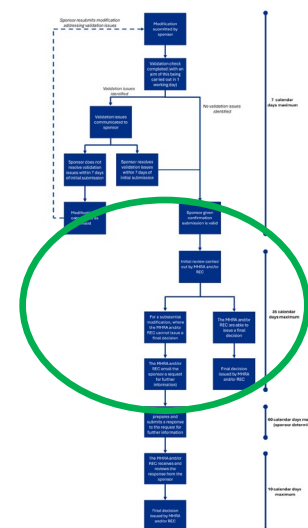 Sponsor resubmits modification
addressing validation issues
Modification
submitted by
sponsor
Validation check
completed (with an
aim of this being
carried out in 1
working day)
Validation issues
identified
No validation issues
identified
7 calendar
days maximum
Validation issues
communicated to
sponsor
Sponsor does not
resolve validation
issues within 7 days
of initial submission
Sponsor resolves
validation issues
within 7 days of
initial submission
Sponsor given
confirmation
submission is valid
Initial review carried
out by MHRA and/or
REC
35 calendar
days maximum
For a substantial
modification, where
the MHRA and/or REC
cannot issue a
final decision
The MHRA and/or
REC are able to
issue a final
decision
The MHRA and/or
REC email the
sponsor a request for
further information
Final decision
issued by MHRA
and/or REC
prepares and
submits a response
to the request for
further information
60 calendar days
(sponsor
The MHRA and/or
REC receives and
reviews the
response from the
sponsor
10 calendar days
maximum
Final decision
issued by MHRA
and/or REC